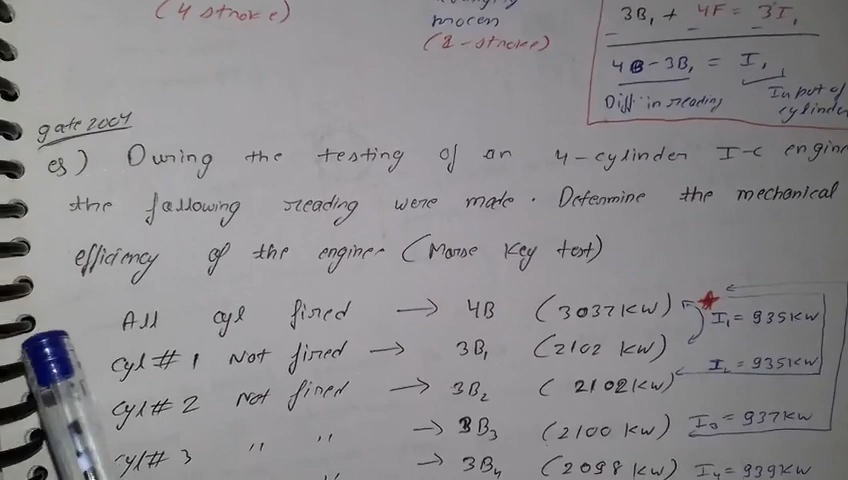 (4 stroke)
mocen
(2-stroke)
3B₁ + 4F = 3I₁
4B - 3B₁ = I₁
Diff. in reading
Input of
cylinder
gate 2004
es) During the testing of an 4-cylinder I-C engine
the following reading were made. Determine the mechanical
efficiency of the engine (Morse Key test)
All cyl fired → 4B (3037 KW) I₁ = 935 KW
Cyl # 1 Not fired → 3B₁ (2102 KW)
I₂ = 935 KW
Cyl # 2 Not fired → 3B₂ (2102 KW)
Cyl # 3 " " → 3B₃ (2100 KW) I₃ = 937 KW
" → 3B₄ (2098 KW) I₄ = 939 KW